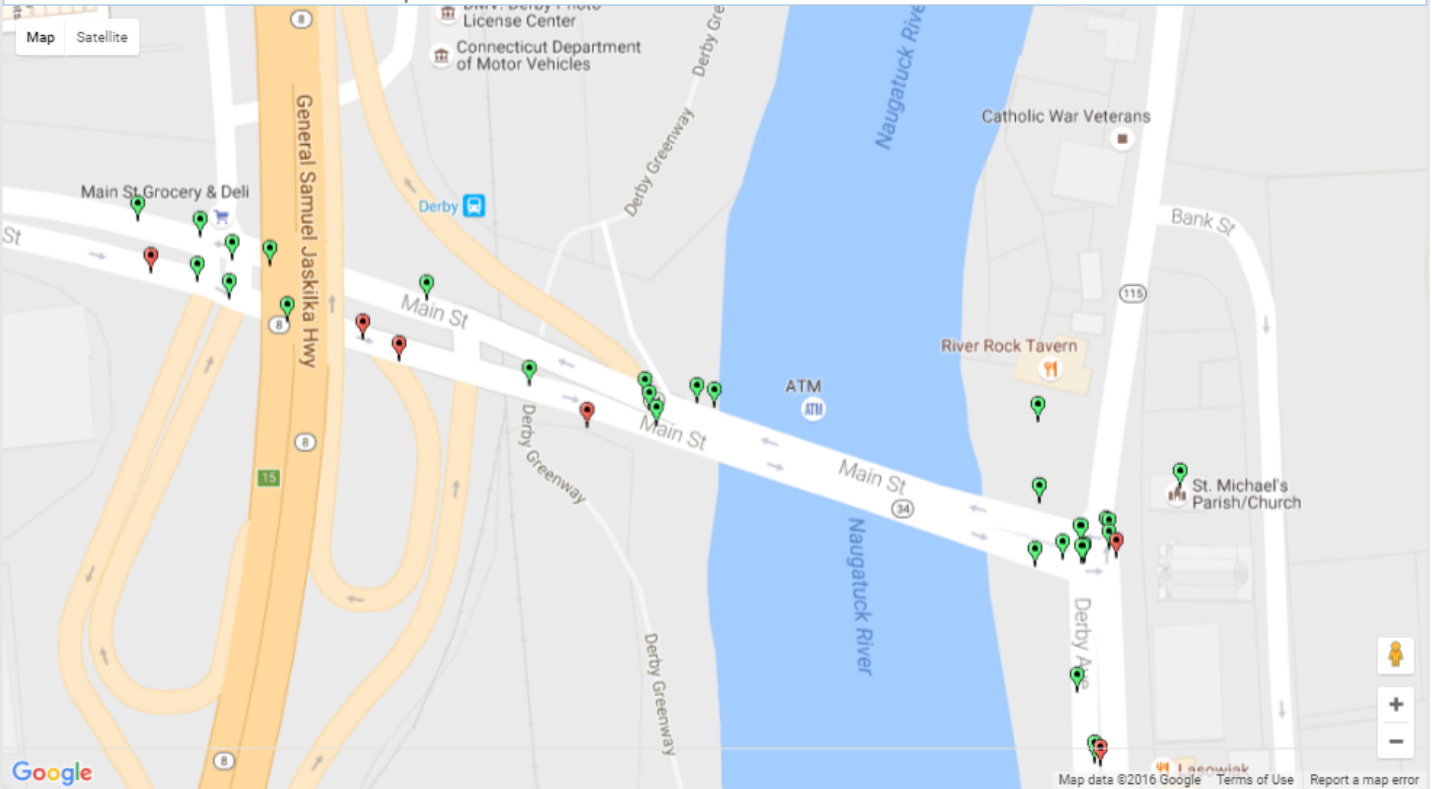 License Center
Map
Satellite
8
Connecticut Department
of Motor Vehicles
Derby Gre
Naugatuck Rive
General Samuel Jaskilka Hwy
Derby Greenway
Catholic War Veterans
Main St Grocery & Deli
Derby
Bank St
St
115
Main St
8
River Rock Tavern
ATM
ATM
Main St
Derby Greenway
8
15
Main St
34
St. Michael's
Parish/Church
Naugatuck River
Derby Ave
Derby Greenway
8
Google
Lasowiak
Map data ©2016 Google
Terms of Use
Report a map error